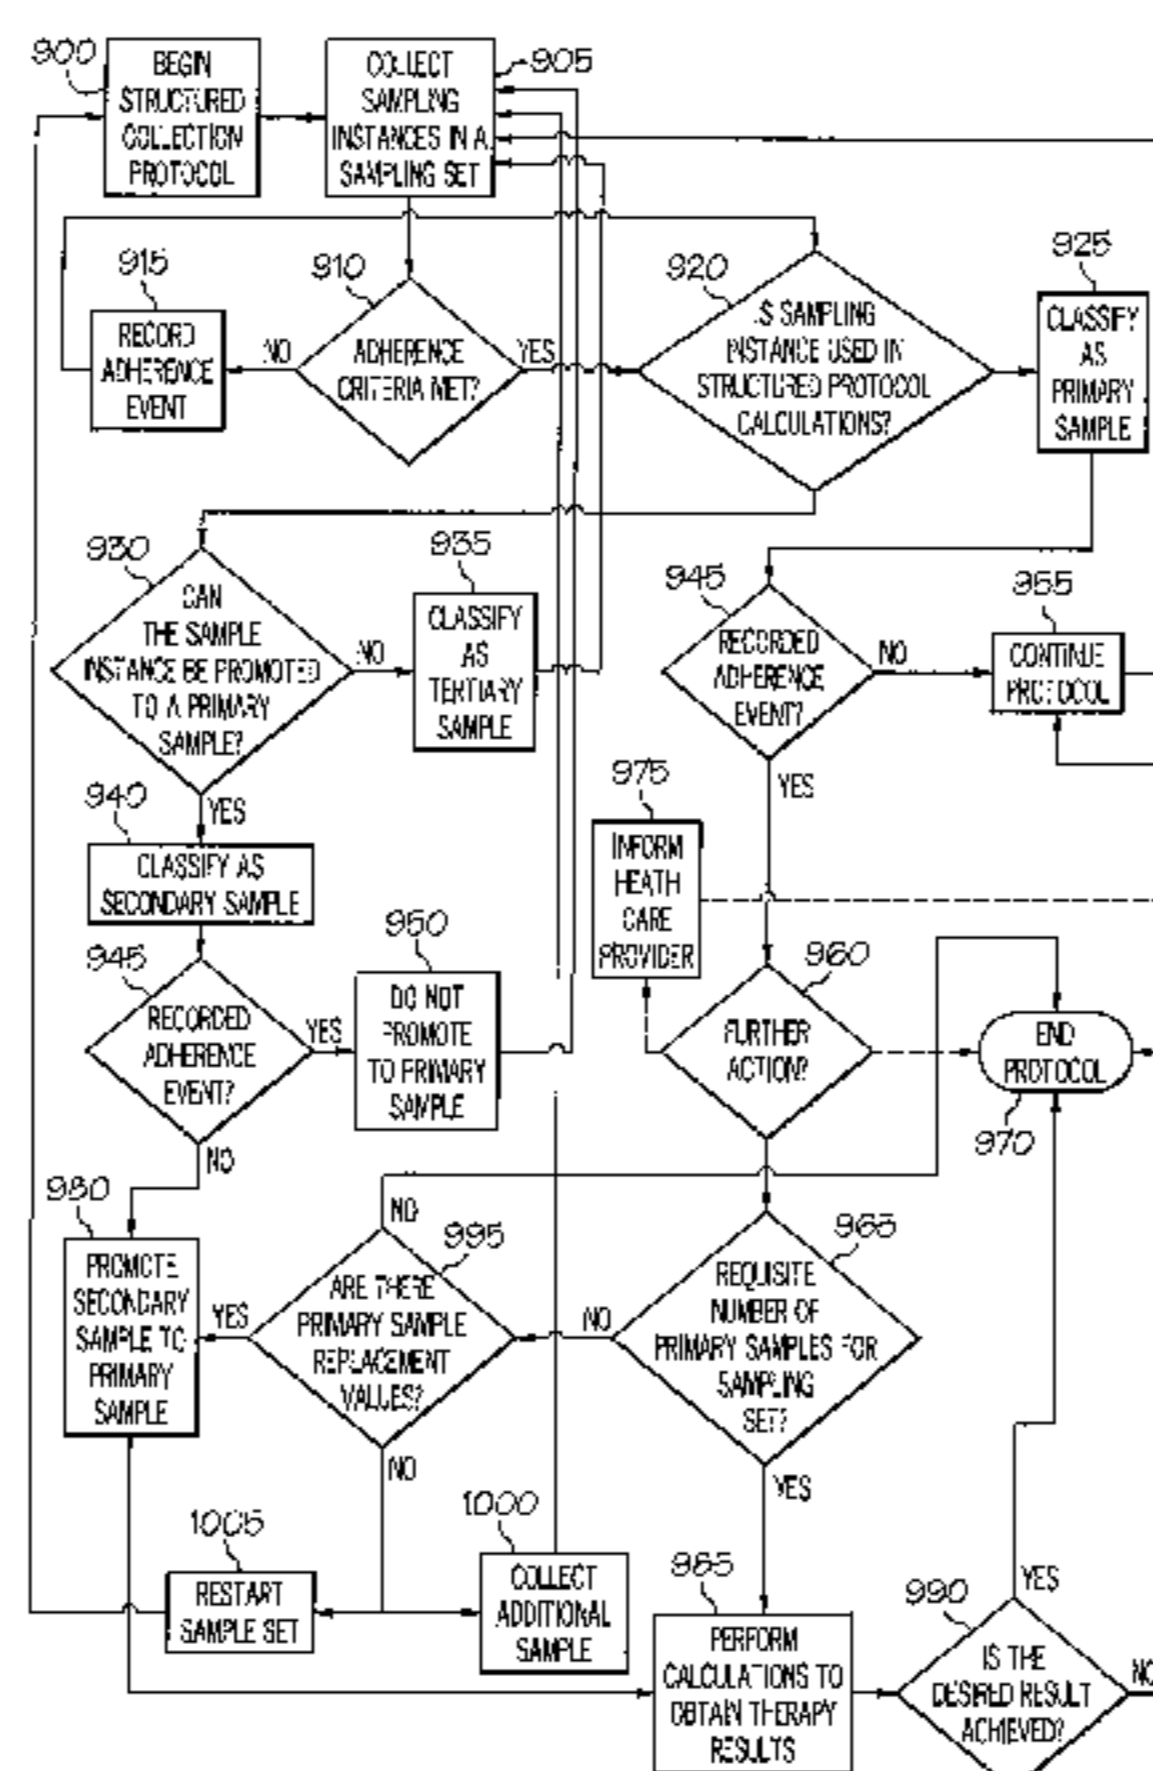 900
BEGIN
STRUCTURED
COLLECTION
PROTOCOL
COLLECT
SAMPLING
INSTANCES IN A
SAMPLING SET
905
915
RECORD
ADHERENCE
EVENT
NO
910
ADHERENCE
CRITERIA MET?
YES
920
IS SAMPLING
INSTANCE USED IN
STRUCTURED PROTOCOL
CALCULATIONS?
925
CLASSIFY
AS
PRIMARY
SAMPLE
930
CAN
THE SAMPLE
INSTANCE BE PROMOTED
TO A PRIMARY
SAMPLE?
NO
935
CLASSIFY
AS
TERTIARY
SAMPLE
945
RECORDED
ADHERENCE
EVENT?
NO
955
CONTINUE
PROTOCOL
YES
YES
940
CLASSIFY AS
SECONDARY SAMPLE
975
INFORM
HEATH
CARE
PROVIDER
945
RECORDED
ADHERENCE
EVENT?
YES
950
DO NOT
PROMOTE
TO PRIMARY
SAMPLE
960
FURTHER
ACTION?
END
PROTOCOL
970
NO
980
PROMOTE
SECONDARY
SAMPLE TO
PRIMARY
SAMPLE
YES
NO
995
ARE THERE
PRIMARY SAMPLE
REPLACEMENT
VALUES?
NO
NO
965
REQUISITE
NUMBER OF
PRIMARY SAMPLES FOR
SAMPLING
SET?
YES
1005
RESTART
SAMPLE SET
1000
COLLECT
ADDITIONAL
SAMPLE
985
PERFORM
CALCULATIONS TO
OBTAIN THERAPY
RESULTS
990
YES
IS THE
DESIRED RESULT
ACHIEVED?
NO